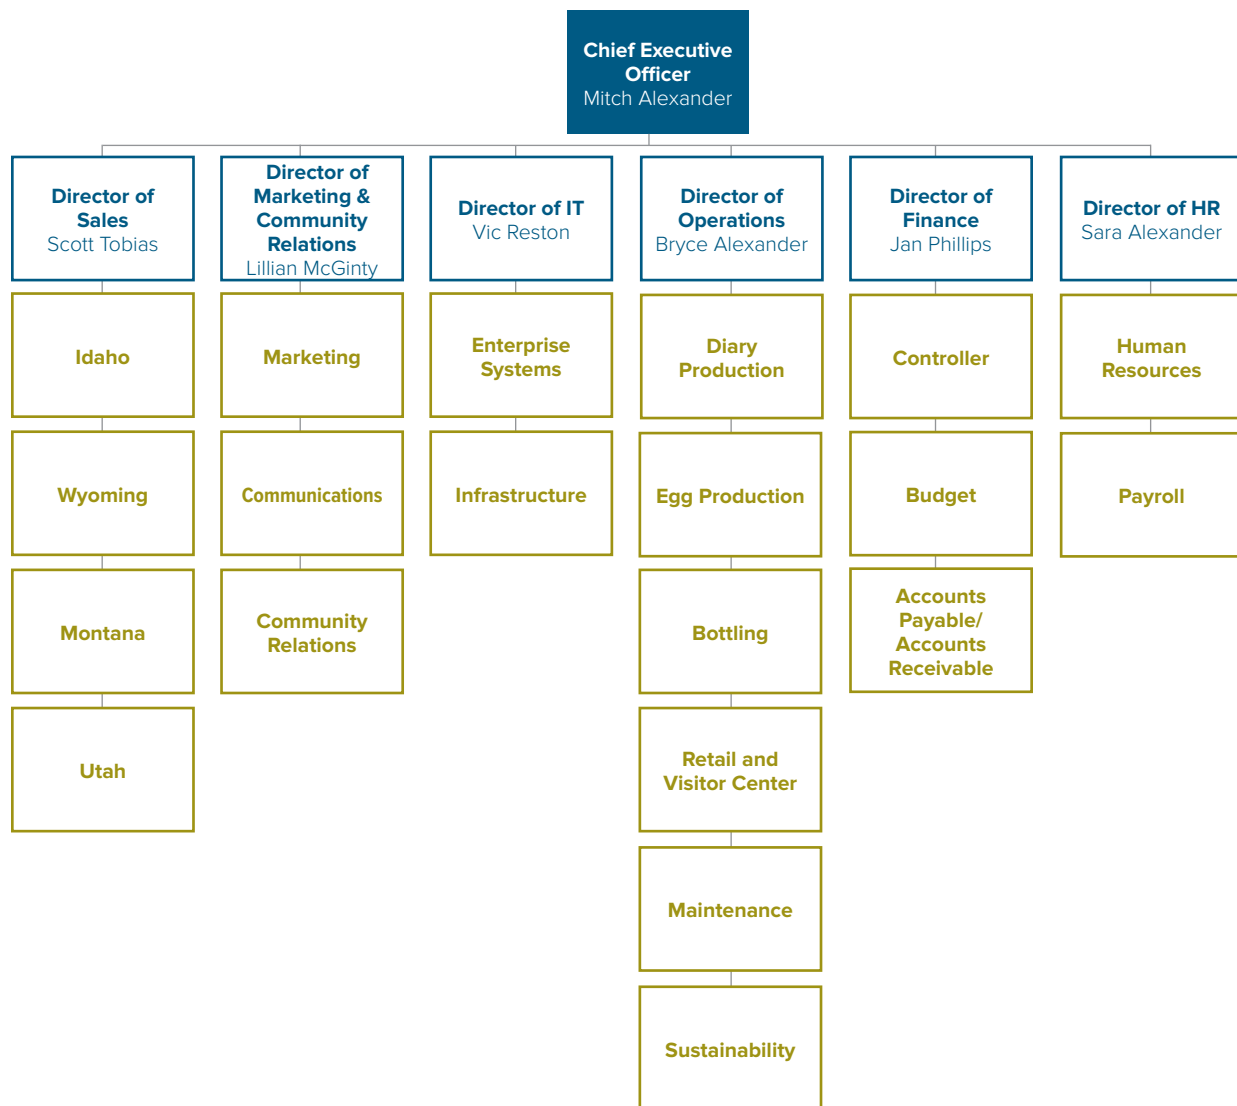 Chief Executive
Officer
Mitch Alexander
Director of
Sales
Scott Tobias
Director of
Marketing &
Community
Relations
Lillian McGinty
Director of IT
Vic Reston
Director of
Operations
Bryce Alexander
Director of
Finance
Jan Phillips
Director of HR
Sara Alexander
Idaho
Marketing
Enterprise
Systems
Diary
Production
Controller
Human
Resources
Wyoming
Communications
Infrastructure
Egg Production
Budget
Payroll
Montana
Community
Relations
Bottling
Accounts
Payable/
Accounts
Receivable
Utah
Retail and
Visitor Center
Maintenance
Sustainability